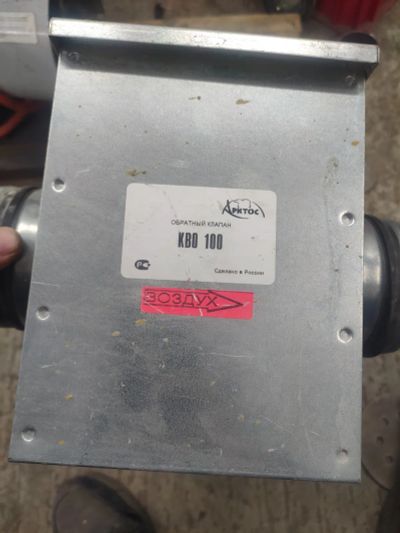 АРКТОС
ОБРАТНЫЙ КЛАПАН
КВО 100
Сделано в России
ВОЗДУХ